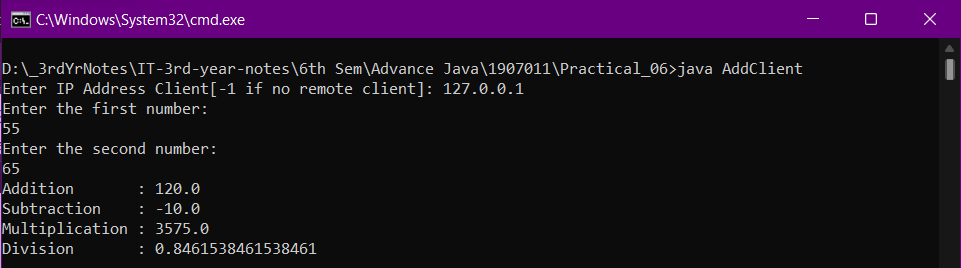 C:\Windows\System32\cmd.exe
D:\_3rdYrNotes\IT-3rd-year-notes\6th Sem\Advance Java\1907011\Practical_06>java AddClient
Enter IP Address Client[-1 if no remote client]: 127.0.0.1
Enter the first number:
55
Enter the second number:
65
Addition       : 120.0
Subtraction    : -10.0
Multiplication : 3575.0
Division       : 0.8461538461538461